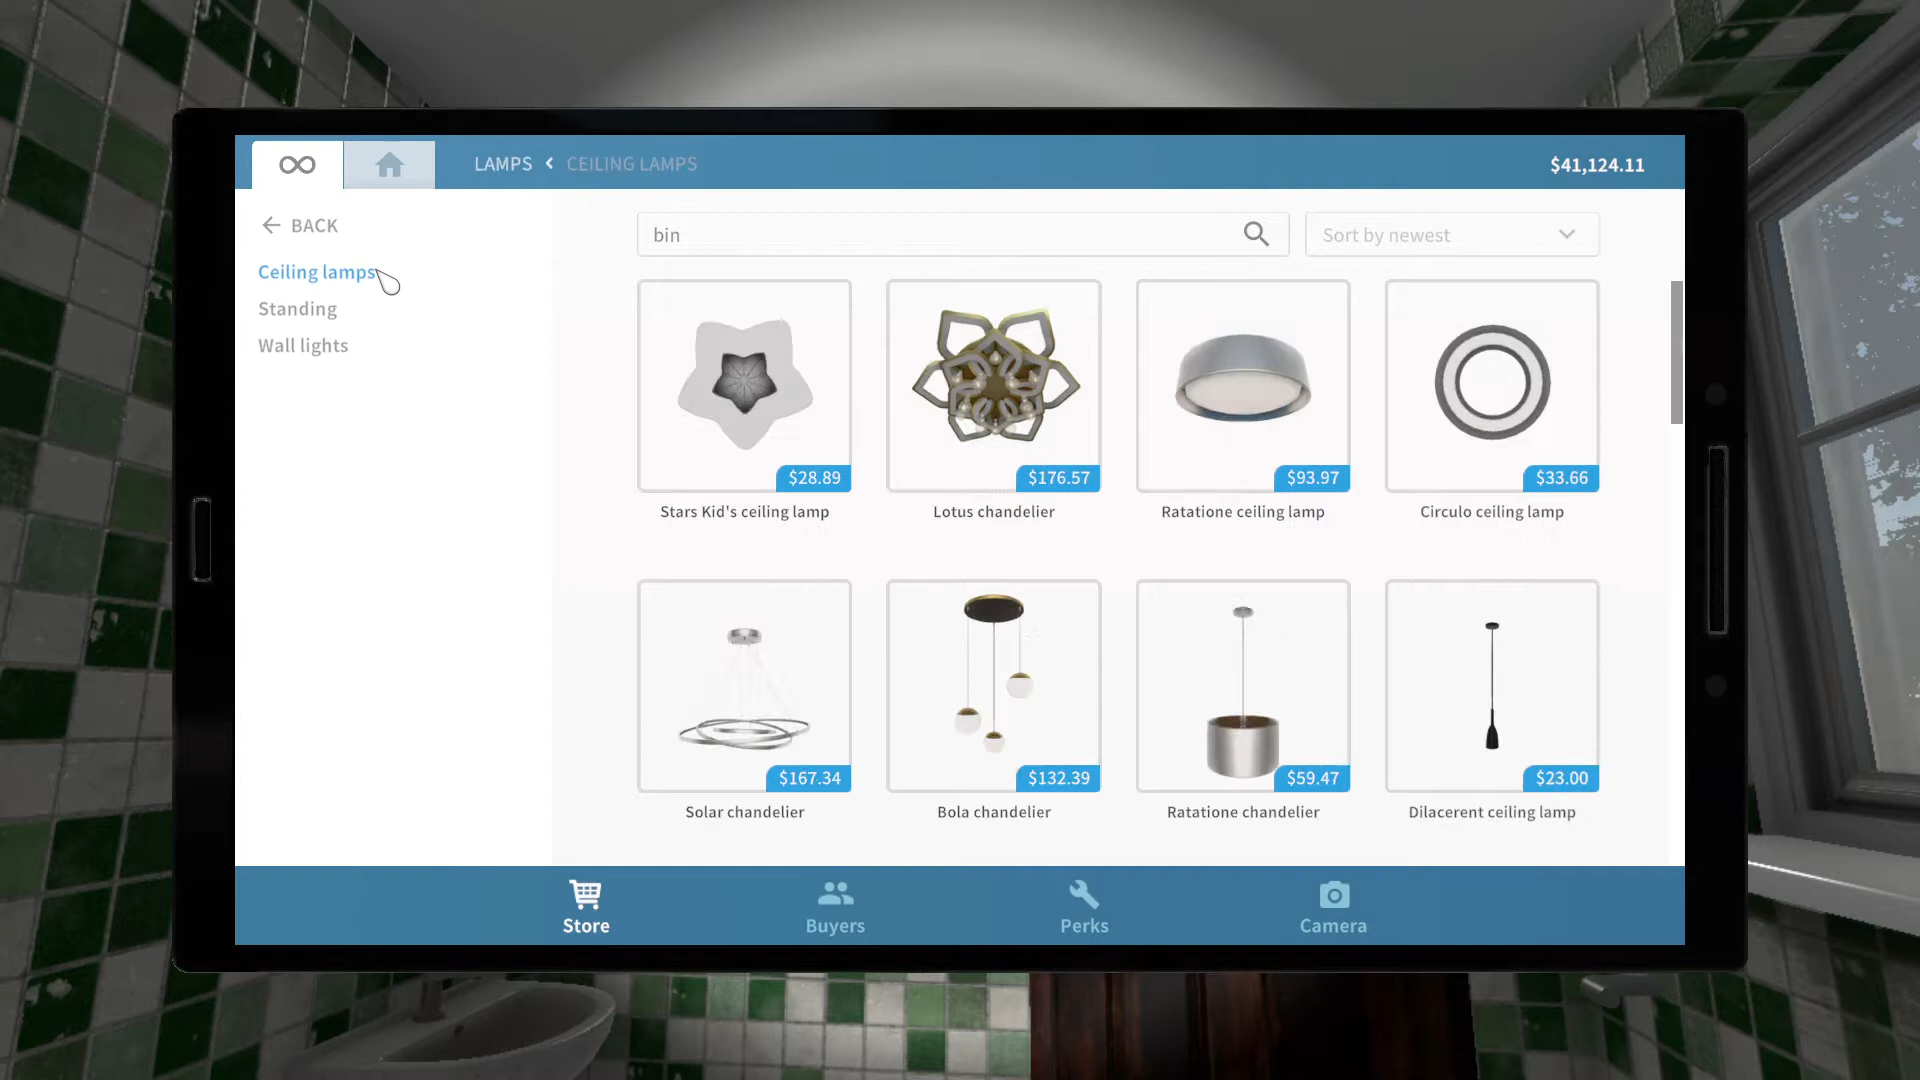 LAMPS < CEILING LAMPS
$41,124.11
BACK
Ceiling lamps
Standing
Wall lights
bin
Sort by newest
$28.89
$176.57
$93.97
$33.66
Stars Kid's ceiling lamp
Lotus chandelier
Ratatione ceiling lamp
Circulo ceiling lamp
$167.34
$132.39
$59.47
$23.00
Solar chandelier
Bola chandelier
Ratatione chandelier
Dilacerent ceiling lamp
Store
Buyers
Perks
Camera